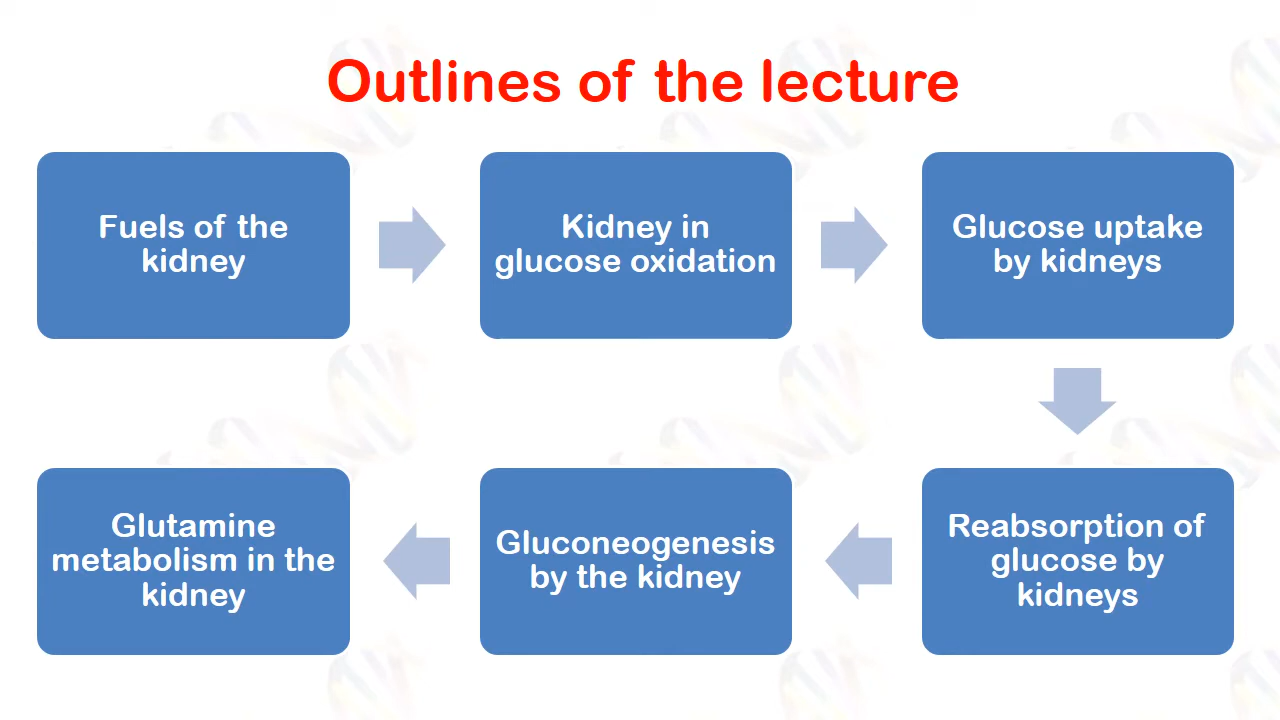 Outlines of the lecture
Fuels of the
kidney
Kidney in
glucose oxidation
Glucose uptake
by kidneys
Reabsorption of
glucose by
kidneys
Gluconeogenesis
by the kidney
Glutamine
metabolism in the
kidney